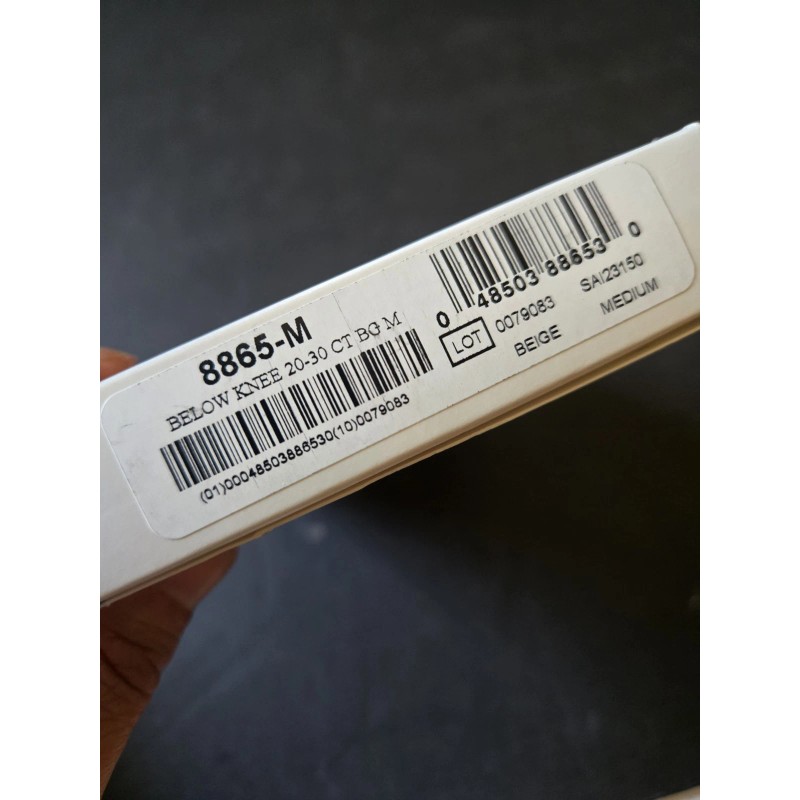 8865-M
BELOW KNEE 20-30 CT BG M
(01)00048503886530(10)0079083
0 48503 88653 0
LOT 0079083 SAI23150
BEIGE MEDIUM